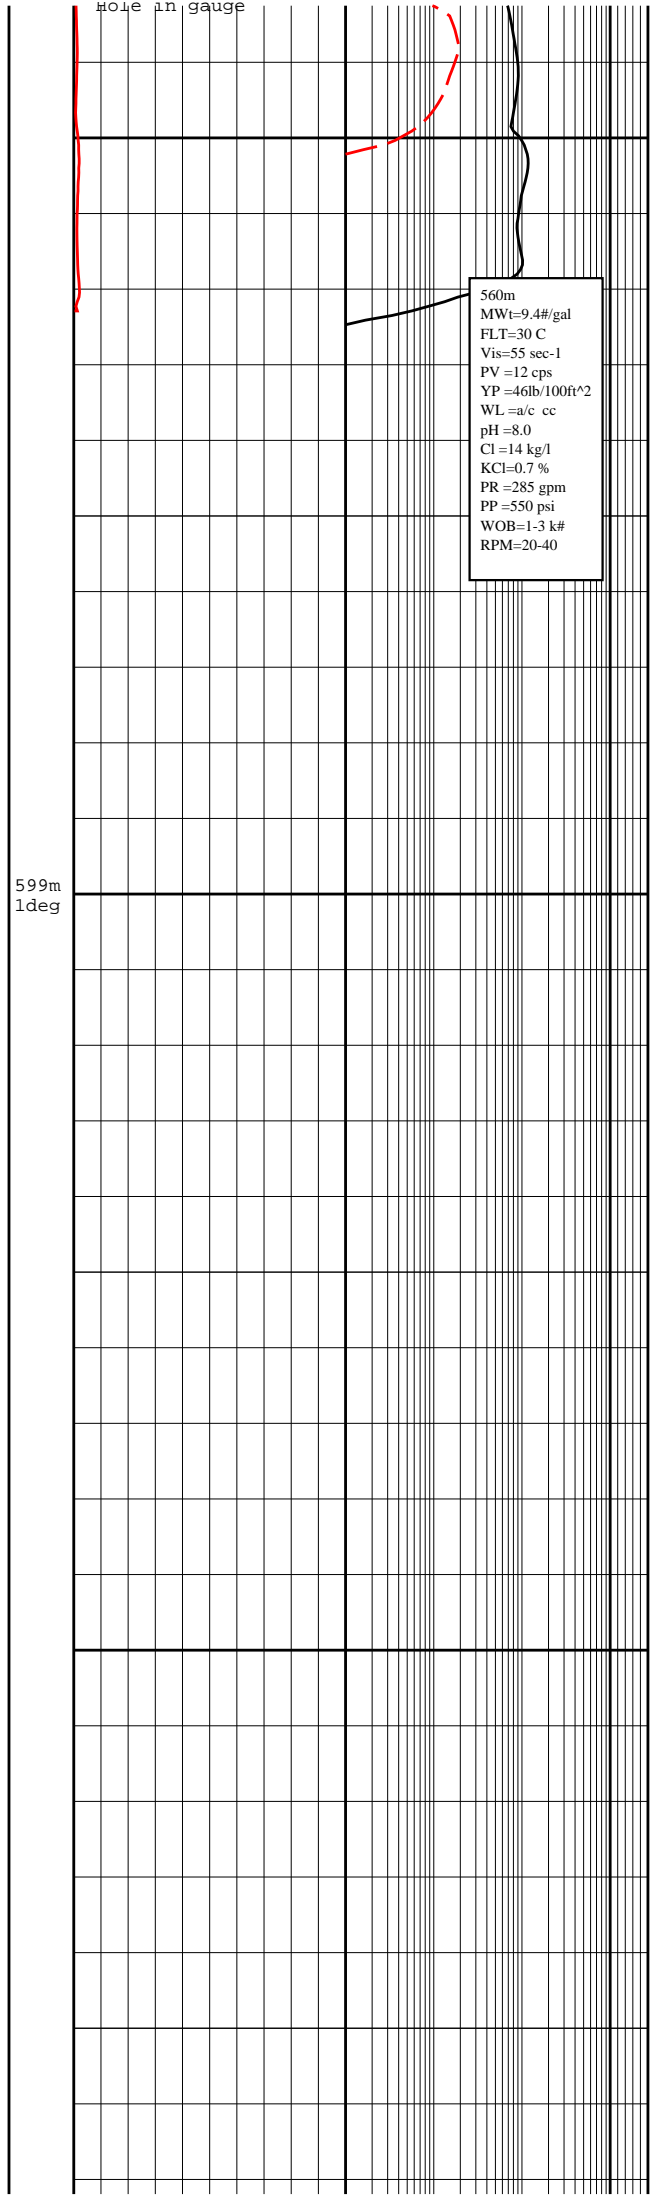 Hole in gauge
560m
MWt=9.4#/gal
FLT=30 C
Vis=55 sec-1
PV =12 cps
YP =46lb/100ft^2
WL =a/c cc
pH =8.0
Cl =14 kg/l
KCl=0.7 %
PR =285 gpm
PP =550 psi
WOB=1-3 k#
RPM=20-40
599m
1deg